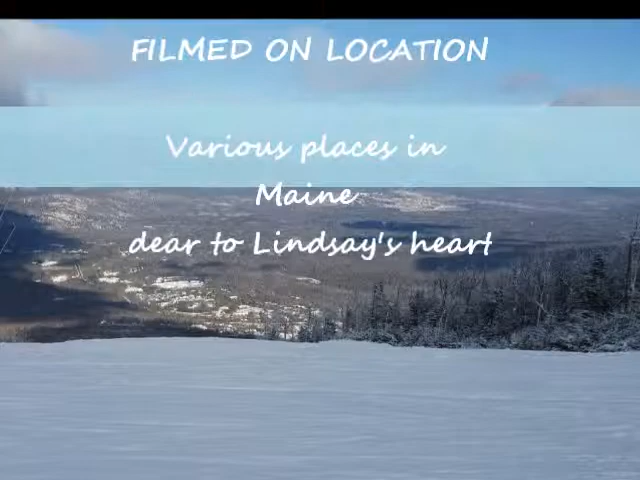 FILMED ON LOCATION
Various places in
Maine
dear to Lindsay's heart